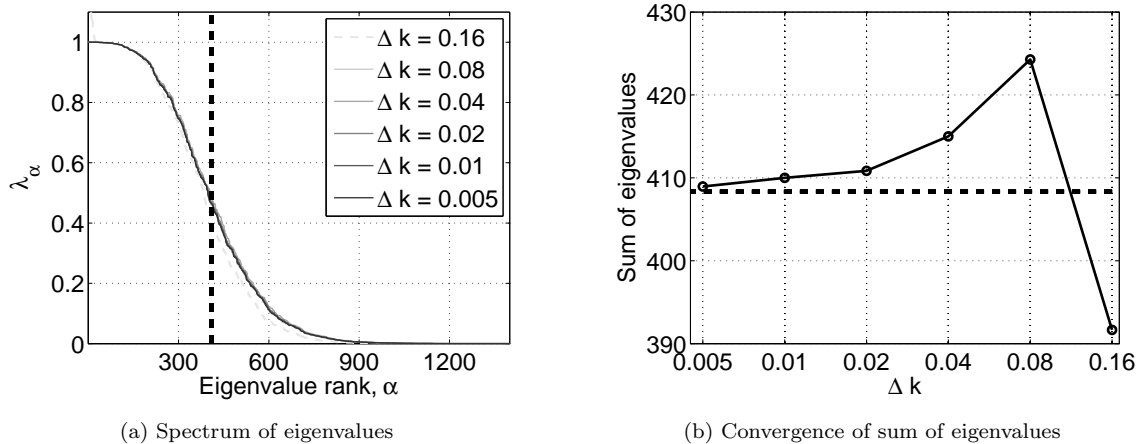 1
0.8
0.6
0.4
0.2
0
λα
300 600 900 1200
Eigenvalue rank, α
Δ k = 0.16
Δ k = 0.08
Δ k = 0.04
Δ k = 0.02
Δ k = 0.01
Δ k = 0.005
(a) Spectrum of eigenvalues
430
420
410
400
390
Sum of eigenvalues
0.005 0.01 0.02 0.04 0.08 0.16
Δ k
(b) Convergence of sum of eigenvalues